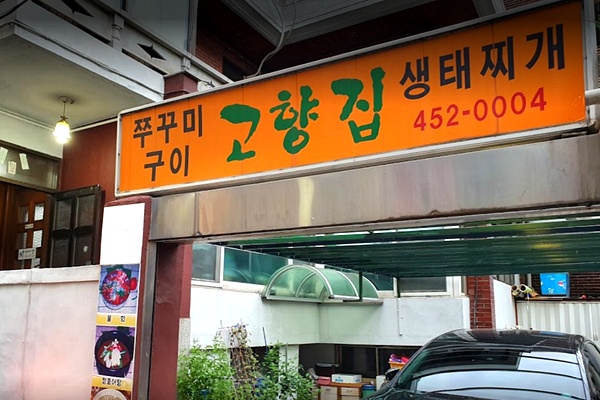 쭈꾸미
구이
고향집
생태찌개
452-0004